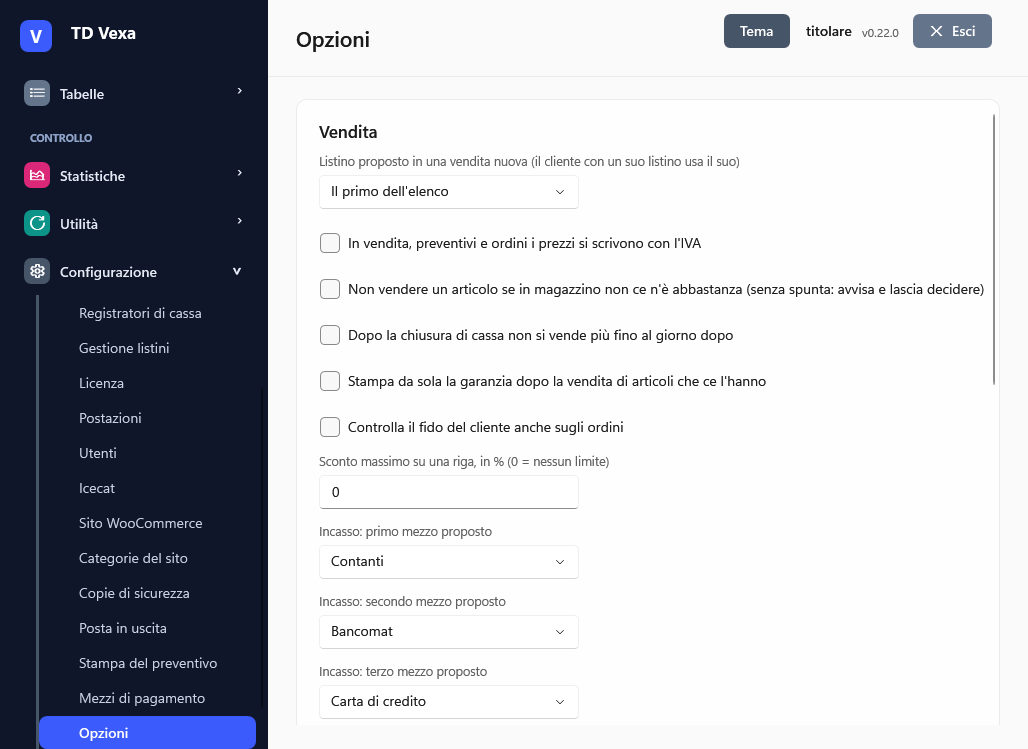 V
TD Vexa
Tabelle
CONTROLLO
Statistiche
Utilità
Configurazione
Registratori di cassa
Gestione listini
Licenza
Postazioni
Utenti
Icecat
Sito WooCommerce
Categorie del sito
Copie di sicurezza
Posta in uscita
Stampa del preventivo
Mezzi di pagamento
Opzioni
Opzioni
Tema
titolare
v0.22.0
Esci
Vendita
Listino proposto in una vendita nuova (il cliente con un suo listino usa il suo)
Il primo dell'elenco
In vendita, preventivi e ordini i prezzi si scrivono con l'IVA
Non vendere un articolo se in magazzino non ce n'è abbastanza (senza spunta: avvisa e lascia decidere)
Dopo la chiusura di cassa non si vende più fino al giorno dopo
Stampa da sola la garanzia dopo la vendita di articoli che ce l'hanno
Controlla il fido del cliente anche sugli ordini
Sconto massimo su una riga, in % (0 = nessun limite)
0
Incasso: primo mezzo proposto
Contanti
Incasso: secondo mezzo proposto
Bancomat
Incasso: terzo mezzo proposto
Carta di credito